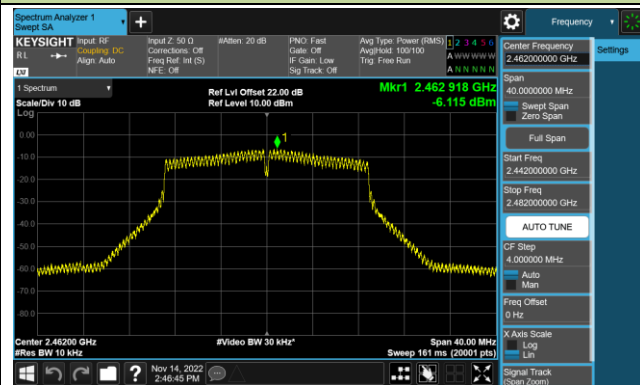 Spectrum Analyzer 1
Swept SA
Frequency
KEYSIGHT
Input: RF
Coupling: DC
Align: Auto
Input Z: 50 Ω
Corrections: Off
Freq Ref: Int (S)
NFE: Off
#Atten: 20 dB
PNO: Fast
Gate: Off
IF Gain: Low
Sig Track: Off
Avg Type: Power (RMS)
Avg|Hold: 100/100
Trig: Free Run
1 2 3 4 5 6
A W W W W W
A N N N N N
RL
LXI
1 Spectrum
Scale/Div 10 dB
Log
Ref Lvl Offset 22.00 dB
Ref Level 10.00 dBm
Mkr1 2.462 918 GHz
-6.115 dBm
1
0.00
-10.0
-20.0
-30.0
-40.0
-50.0
-60.0
-70.0
-80.0
Center 2.46200 GHz
#Res BW 10 kHz
#Video BW 30 kHz*
Span 40.00 MHz
Sweep 161 ms (20001 pts)
Nov 14, 2022
2:46:45 PM
Center Frequency
2.462000000 GHz
Settings
Span
40.0000000 MHz
Swept Span
Zero Span
Full Span
Start Freq
2.442000000 GHz
Stop Freq
2.482000000 GHz
AUTO TUNE
CF Step
4.000000 MHz
Auto
Man
Freq Offset
0 Hz
X Axis Scale
Log
Lin
Signal Track
(Span Zoom)